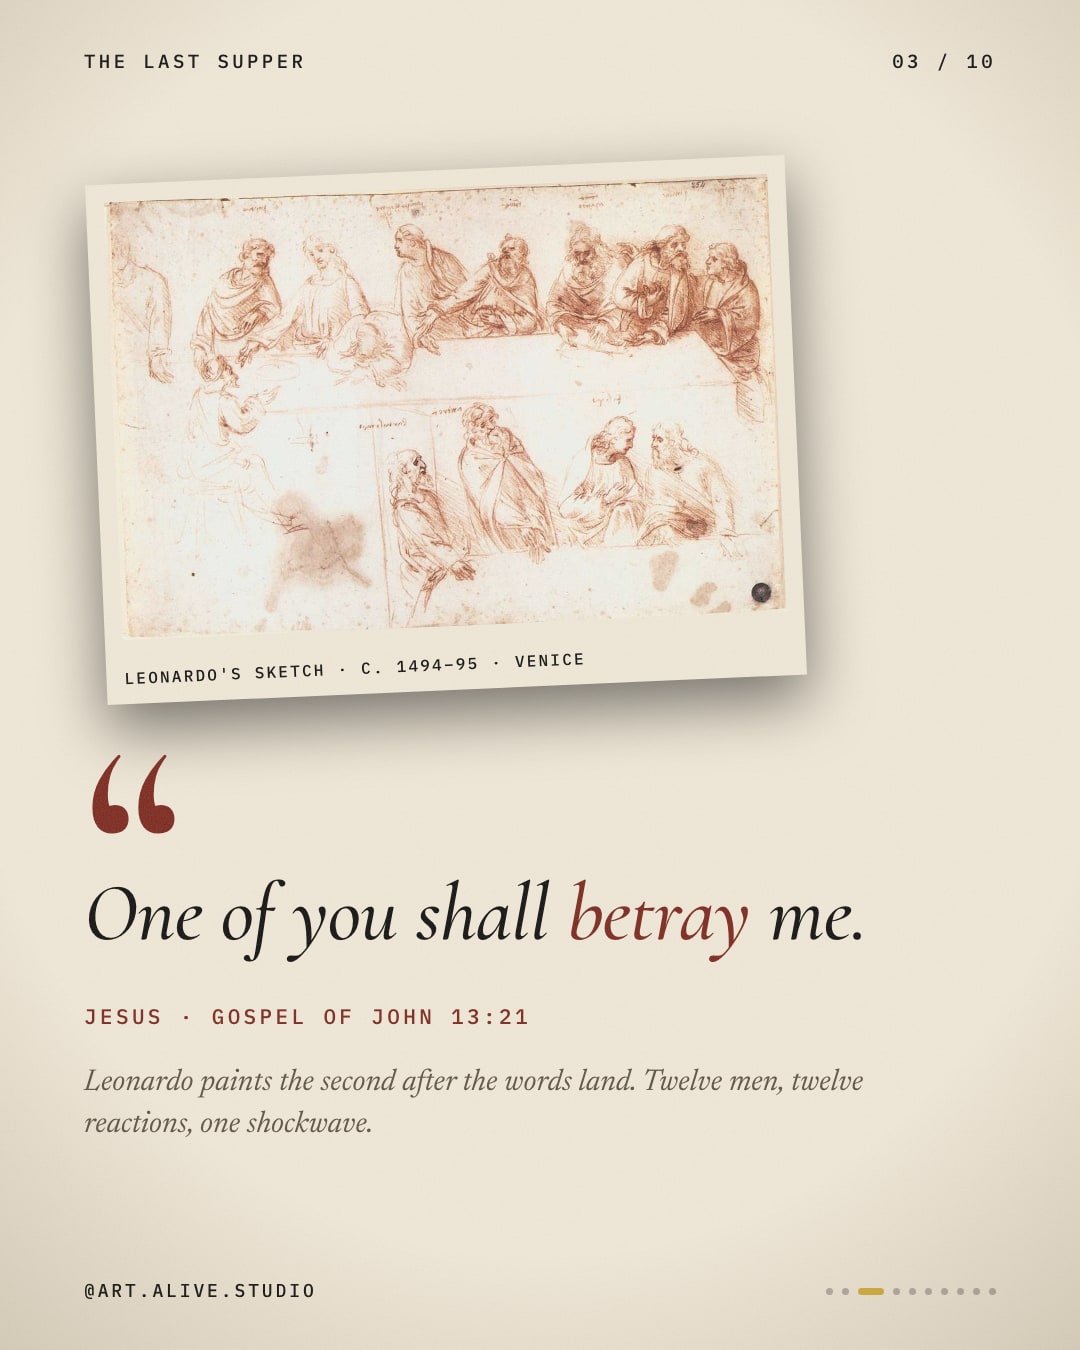 THE LAST SUPPER
03 / 10
254
LEONARDO'S SKETCH · C. 1494–95 · VENICE
“
One of you shall betray me.
JESUS · GOSPEL OF JOHN 13:21
Leonardo paints the second after the words land. Twelve men, twelve
reactions, one shockwave.
@ART.ALIVE.STUDIO